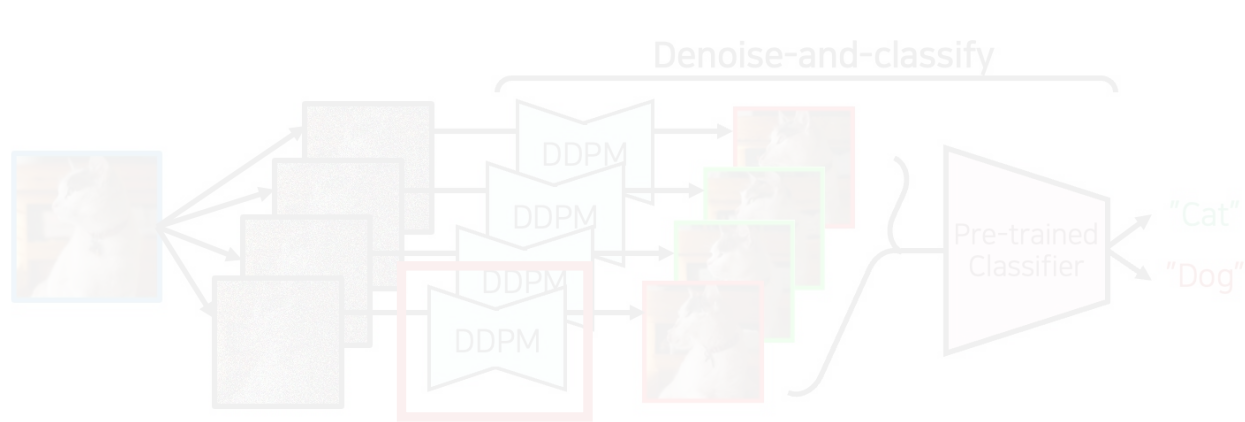 Denoise-and-classify
DDPM
DDPM
DDPM
DDPM
Pre-trained
Classifier
"Cat"
"Dog"